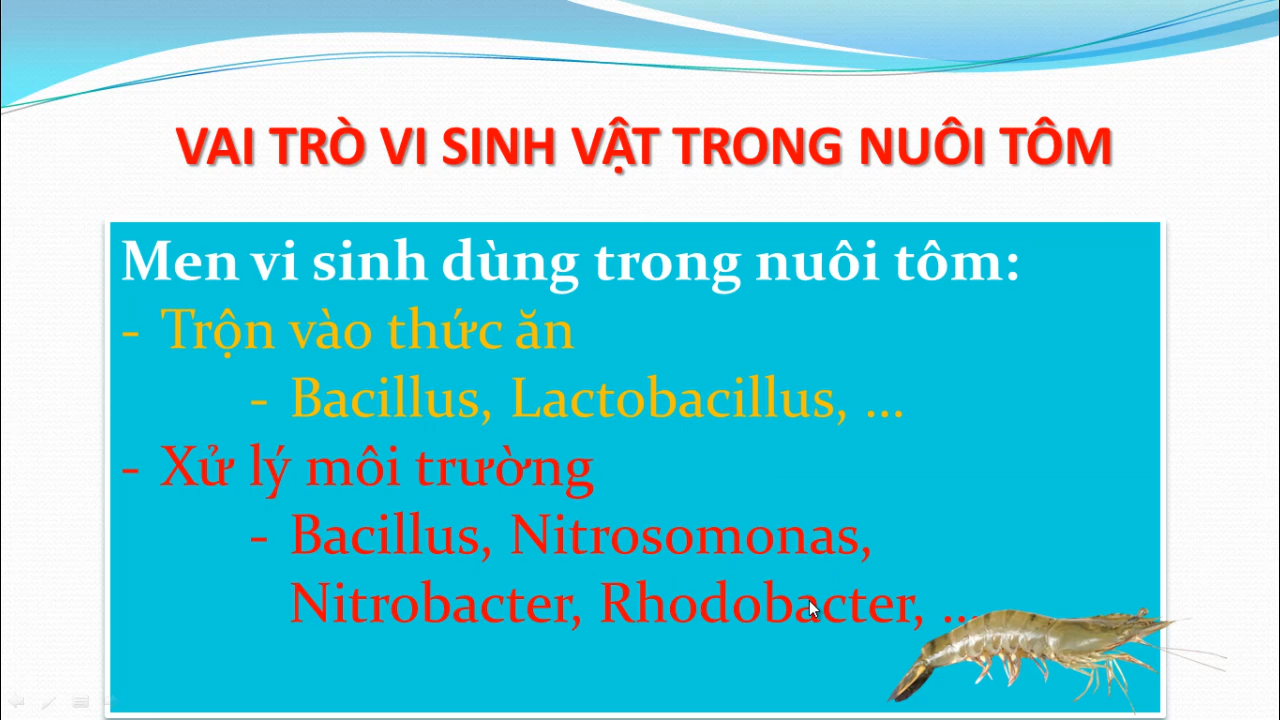 VAI TRÒ VI SINH VẬT TRONG NUÔI TÔM
Men vi sinh dùng trong nuôi tôm:
- Trộn vào thức ăn
- Bacillus, Lactobacillus, ...
- Xử lý môi trường
- Bacillus, Nitrosomonas,
Nitrobacter, Rhodobacter, ...